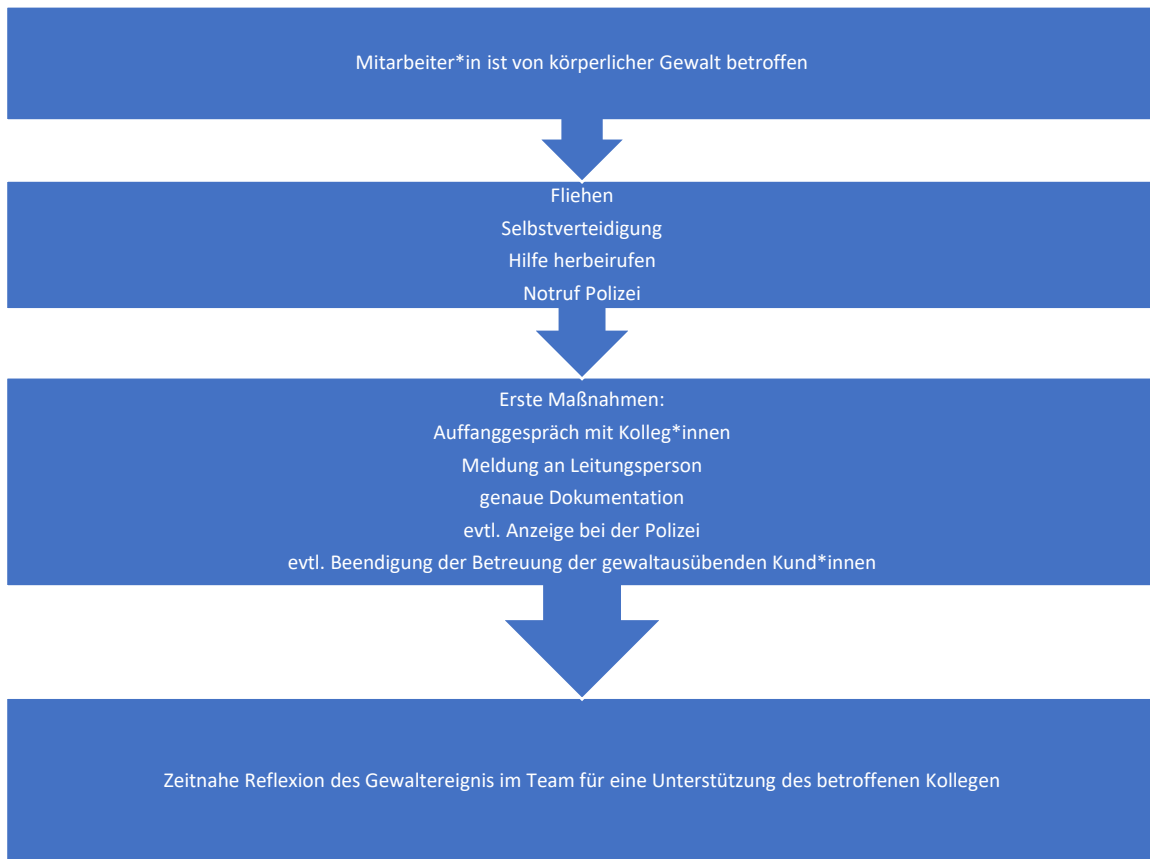 Mitarbeiter*in ist von körperlicher Gewalt betroffen
Fliehen
Selbstverteidigung
Hilfe herbeirufen
Notruf Polizei
Erste Maßnahmen:
Auffanggespräch mit Kolleg*innen
Meldung an Leitungsperson
genaue Dokumentation
evtl. Anzeige bei der Polizei
evtl. Beendigung der Betreuung der gewaltausübenden Kund*innen
Zeitnahe Reflexion des Gewaltereignis im Team für eine Unterstützung des betroffenen Kollegen